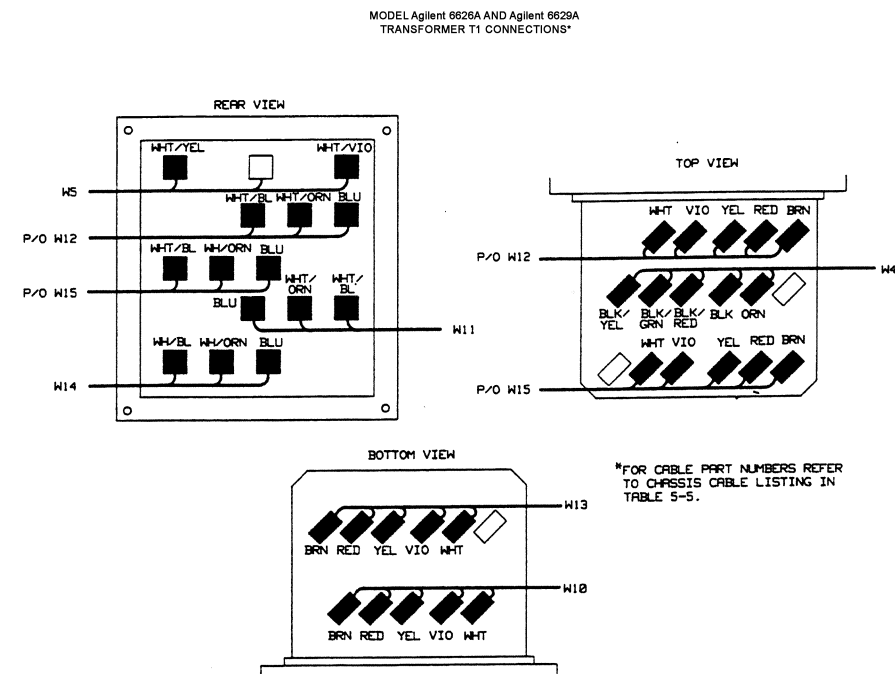 MODEL Agilent 6626A AND Agilent 6629A
TRANSFORMER T1 CONNECTIONS*
REAR VIEW
WHT/YEL WHT/VIO
W5
WHT/BL WHT/ORN BLU
P/O W12
WHT/BL WH/ORN BLU
P/O W15
BLU WHT/ORN WHT/BL
W11
WH/BL WH/ORN BLU
W14
TOP VIEW
WHT VIO YEL RED BRN
P/O W12
W4
BLK/YEL BLK/GRN BLK/RED BLK ORN
WHT VIO YEL RED BRN
P/O W15
BOTTOM VIEW
W13
BRN RED YEL VIO WHT
W10
BRN RED YEL VIO WHT
*FOR CABLE PART NUMBERS REFER
TO CHASSIS CABLE LISTING IN
TABLE 5-5.